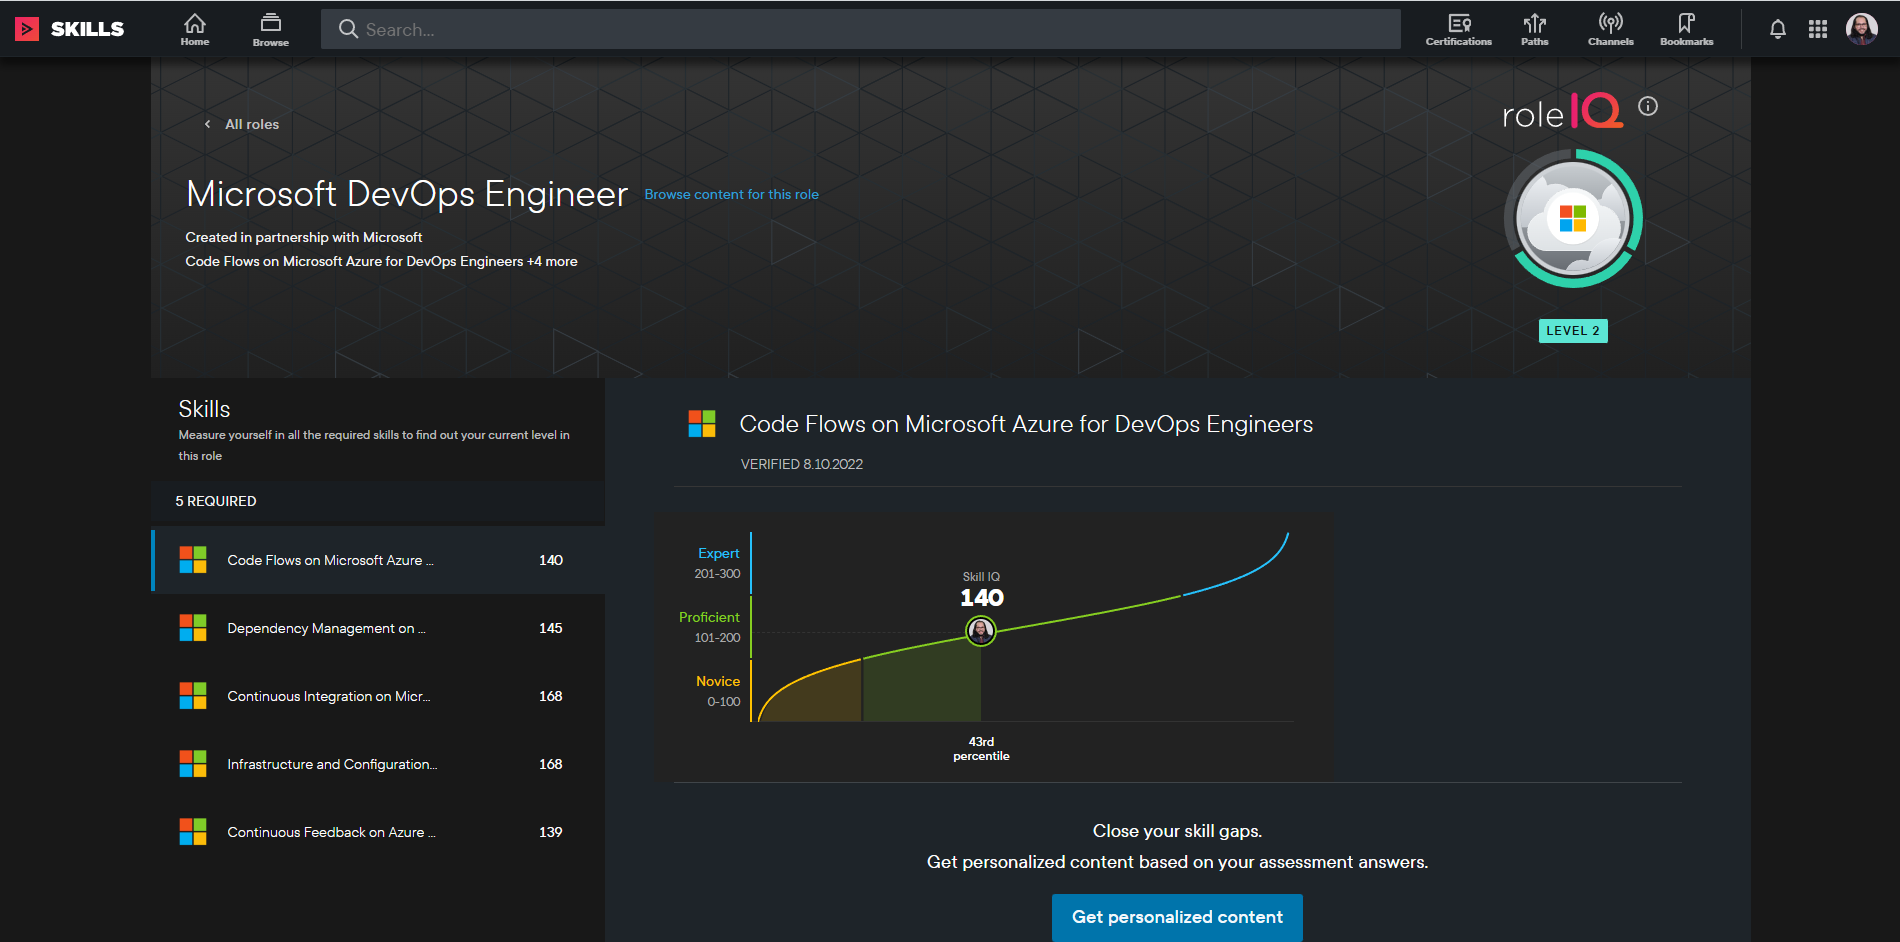 SKILLS
Home
Browse
Search...
Certifications
Paths
Channels
Bookmarks
All roles
Microsoft DevOps Engineer
Browse content for this role
Created in partnership with Microsoft
Code Flows on Microsoft Azure for DevOps Engineers +4 more
role IQ
LEVEL 2
Skills
Measure yourself in all the required skills to find out your current level in
this role
5 REQUIRED
Code Flows on Microsoft Azure ... 140
Dependency Management on ... 145
Continuous Integration on Micr... 168
Infrastructure and Configuration... 168
Continuous Feedback on Azure ... 139
Code Flows on Microsoft Azure for DevOps Engineers
VERIFIED 8.10.2022
Expert
201-300
Proficient
101-200
Novice
0-100
Skill IQ
140
43rd
percentile
Close your skill gaps.
Get personalized content based on your assessment answers.
Get personalized content